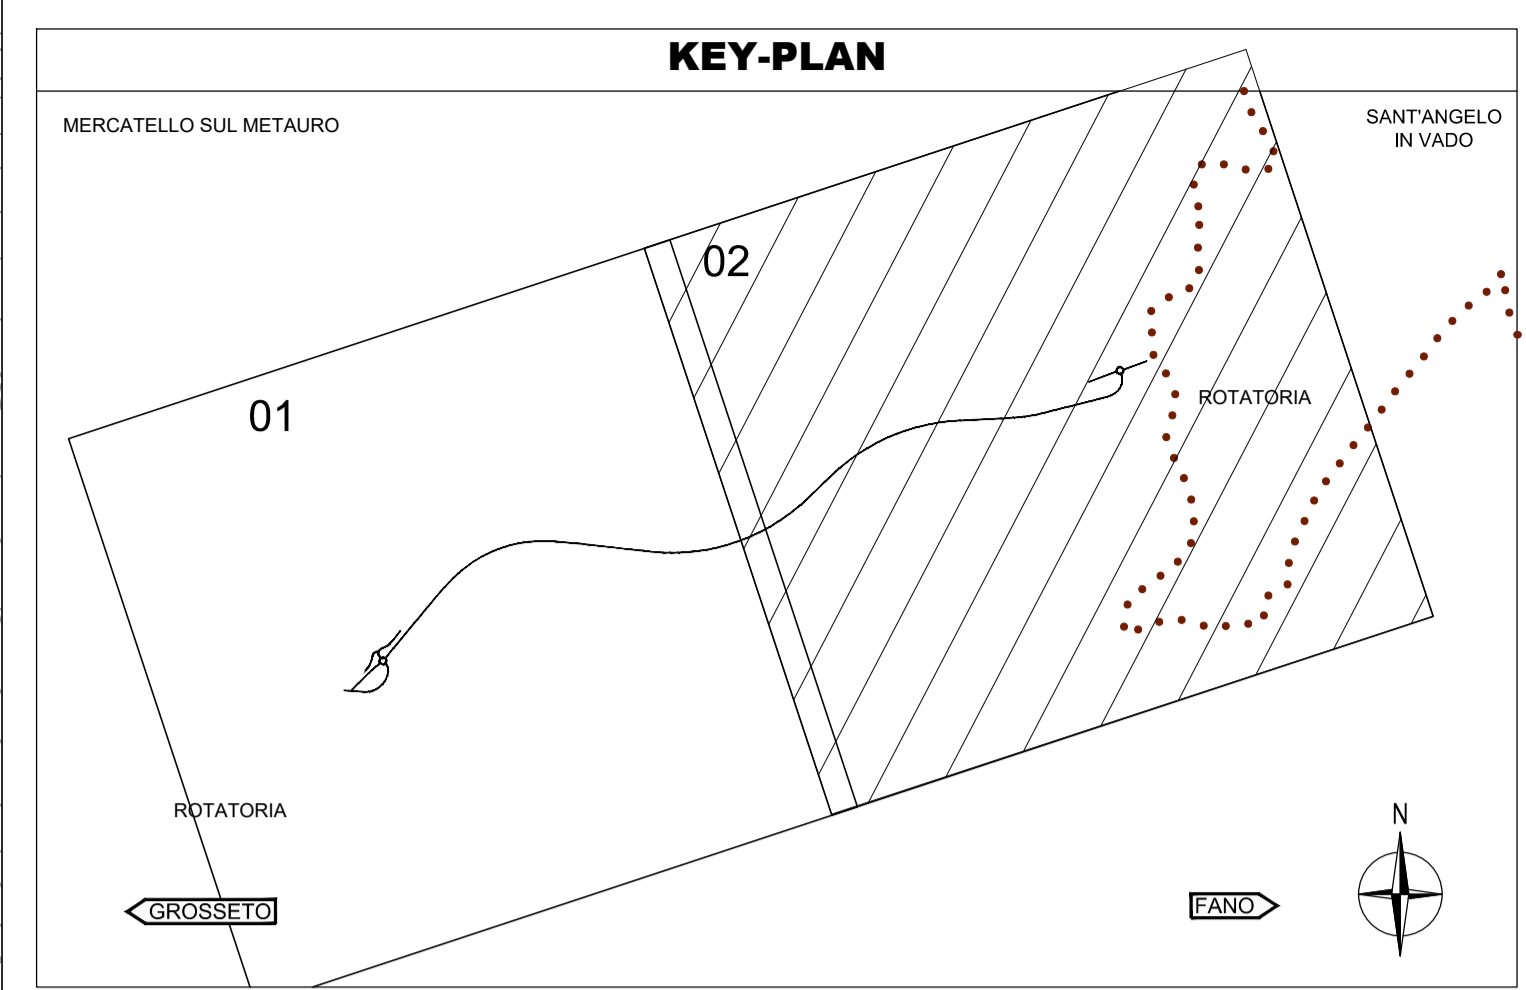 KEY-PLAN
MERCATELLO SUL METAURO
SANT'ANGELO
IN VADO
02
01
ROTATORIA
ROTATORIA
N
GROSSETO
FANO